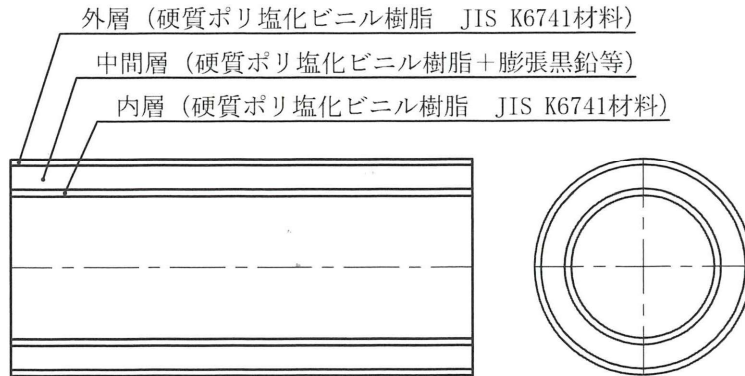 外層（硬質ポリ塩化ビニル樹脂　JIS K6741材料）
中間層（硬質ポリ塩化ビニル樹脂＋膨張黒鉛等）
内層（硬質ポリ塩化ビニル樹脂　JIS K6741材料）